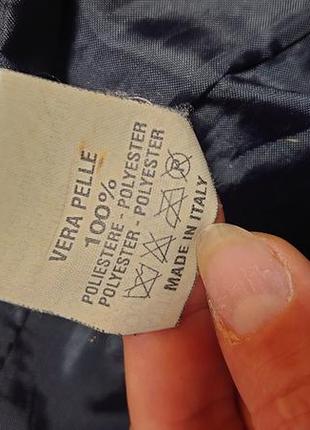 VERA PELLE
100%
POLIESTERE - POLYESTER
POLYESTER - POLYESTER
MADE IN ITALY